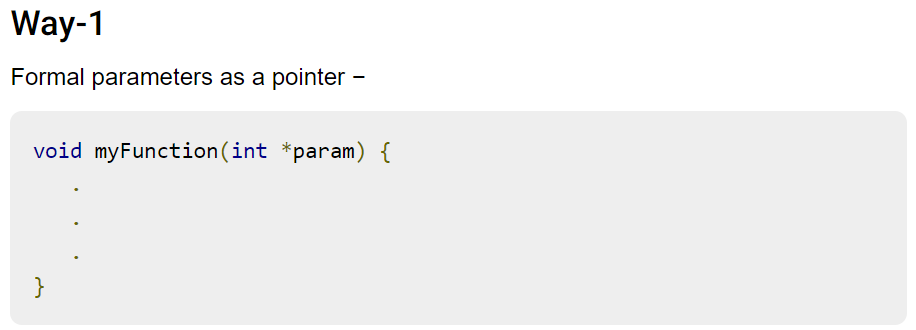 Way-1
Formal parameters as a pointer −
void myFunction(int *param) {
.
.
.
}